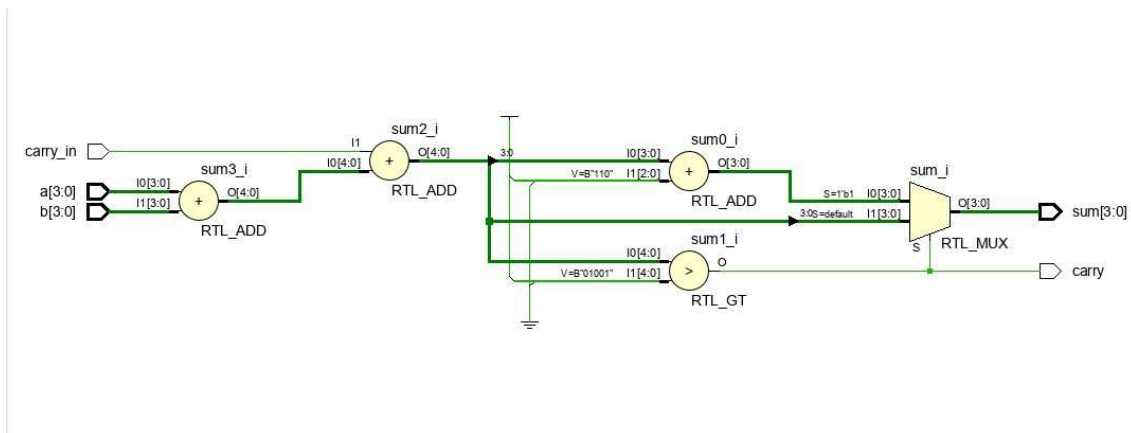 carry_in
a[3:0]
b[3:0]
I0[3:0]
I1[3:0]
sum3_i
+
O[4:0]
RTL_ADD
I1
I0[4:0]
sum2_i
+
O[4:0]
RTL_ADD
3:0
V=B"110"
I0[3:0]
I1[2:0]
sum0_i
+
O[3:0]
RTL_ADD
3:0
S=default
V=B"01001"
I0[4:0]
I1[4:0]
sum1_i
>
O
RTL_GT
S=1'b1
I0[3:0]
I1[3:0]
sum_i
S
O[3:0]
RTL_MUX
sum[3:0]
carry